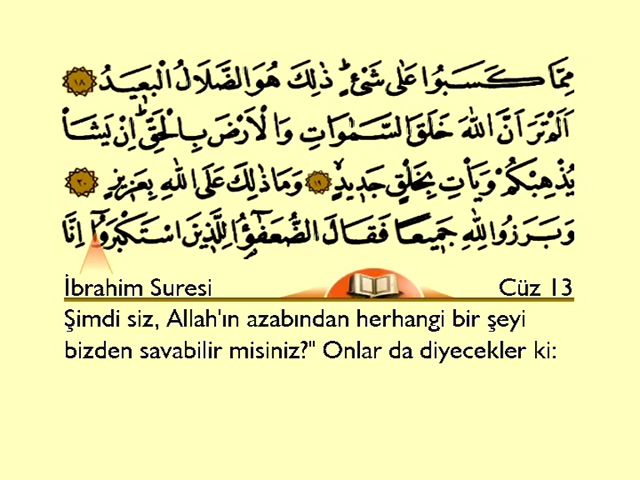 مِمَّا كَسَبُوا عَلٰى شَیْءٍ ذٰلِكَ هُوَ الضَّلَالُ الْبَعٖيدُ ١٨
اَلَمْ تَرَ اَنَّ اللّٰهَ خَلَقَ السَّمٰوَاتِ وَالْاَرْضَ بِالْحَقِّ اِنْ يَشَأْ
يُذْهِبْكُمْ وَيَأْتِ بِخَلْقٍ جَدٖيدٍ ١٩ وَمَا ذٰلِكَ عَلَى اللّٰهِ بِعَزٖيزٍ ٢٠
وَبَرَزُوا لِلّٰهِ جَمٖيعًا فَقَالَ الضُّعَفٰٓؤُا لِلَّذٖينَ اسْتَكْبَرُٓوا اِنَّا
İbrahim Suresi Cüz 13
Şimdi siz, Allah'ın azabından herhangi bir şeyi
bizden savabilir misiniz?" Onlar da diyecekler ki: